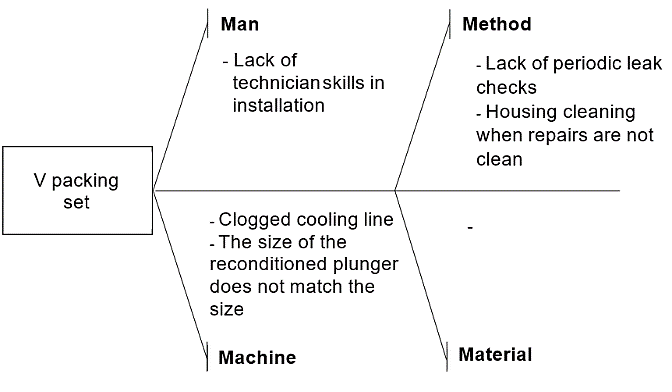 Man
- Lack of
technicianskills in
installation
Method
- Lack of periodic leak
checks
- Housing cleaning
when repairs are not
clean
V packing
set
- Clogged cooling line
- The size of the
reconditioned plunger
does not match the
size
Machine
-
Material